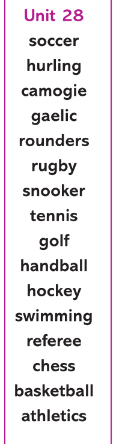 Unit 28
soccer
hurling
camogie
gaelic
rounders
rugby
snooker
tennis
golf
handball
hockey
swimming
referee
chess
basketball
athletics